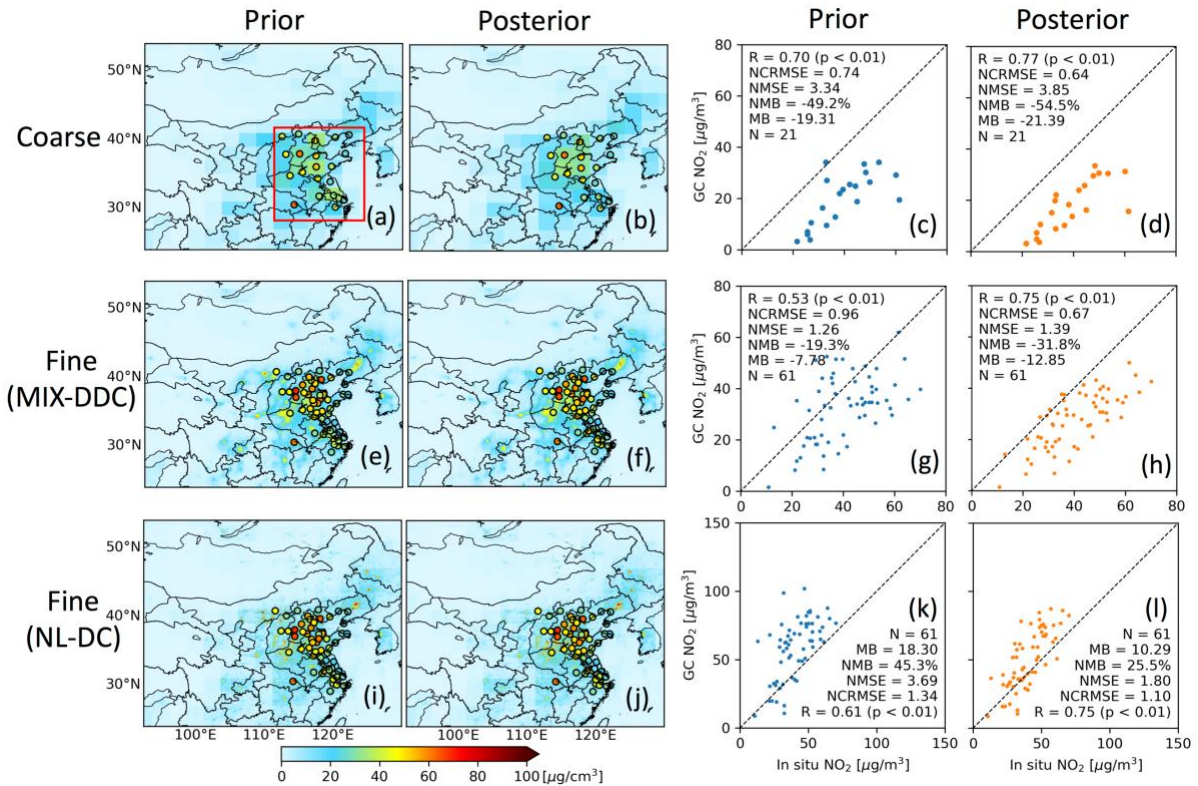 Prior
Posterior
Prior
Posterior
Coarse
50°N
40°N
30°N
(a)
(b)
80
60
40
20
0
GC NO₂ [μg/m³]
R = 0.70 (p < 0.01)
NCRMSE = 0.74
NMSE = 3.34
NMB = -49.2%
MB = -19.31
N = 21
(c)
R = 0.77 (p < 0.01)
NCRMSE = 0.64
NMSE = 3.85
NMB = -54.5%
MB = -21.39
N = 21
(d)
Fine
(MIX-DDC)
50°N
40°N
30°N
(e)
(f)
80
60
40
20
0
GC NO₂ [μg/m³]
R = 0.53 (p < 0.01)
NCRMSE = 0.96
NMSE = 1.26
NMB = -19.3%
MB = -7.78
N = 61
(g)
0 20 40 60 80
R = 0.75 (p < 0.01)
NCRMSE = 0.67
NMSE = 1.39
NMB = -31.8%
MB = -12.85
N = 61
(h)
0 20 40 60 80
Fine
(NL-DC)
50°N
40°N
30°N
(i)
(j)
100°E 110°E 120°E
100°E 110°E 120°E
150
100
50
0
GC NO₂ [μg/m³]
(k)
N = 61
MB = 18.30
NMB = 45.3%
NMSE = 3.69
NCRMSE = 1.34
R = 0.61 (p < 0.01)
0 50 100 150
In situ NO₂ [μg/m³]
(l)
N = 61
MB = 10.29
NMB = 25.5%
NMSE = 1.80
NCRMSE = 1.10
R = 0.75 (p < 0.01)
0 50 100 150
In situ NO₂ [μg/m³]
0 20 40 60 80 100 [μg/cm³]